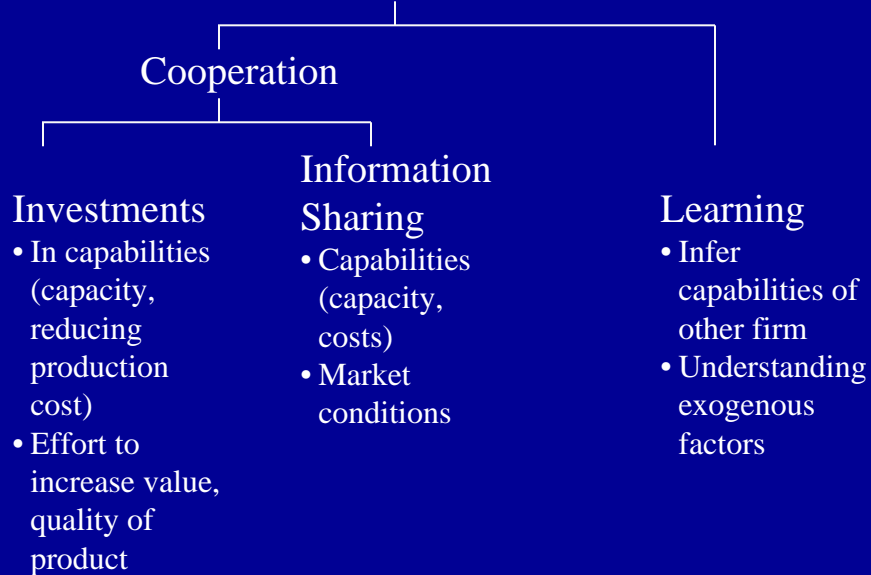 Cooperation
Investments
• In capabilities
(capacity,
reducing
production
cost)
• Effort to
increase value,
quality of
product
Information
Sharing
• Capabilities
(capacity,
costs)
• Market
conditions
Learning
• Infer
capabilities of
other firm
• Understanding
exogenous
factors